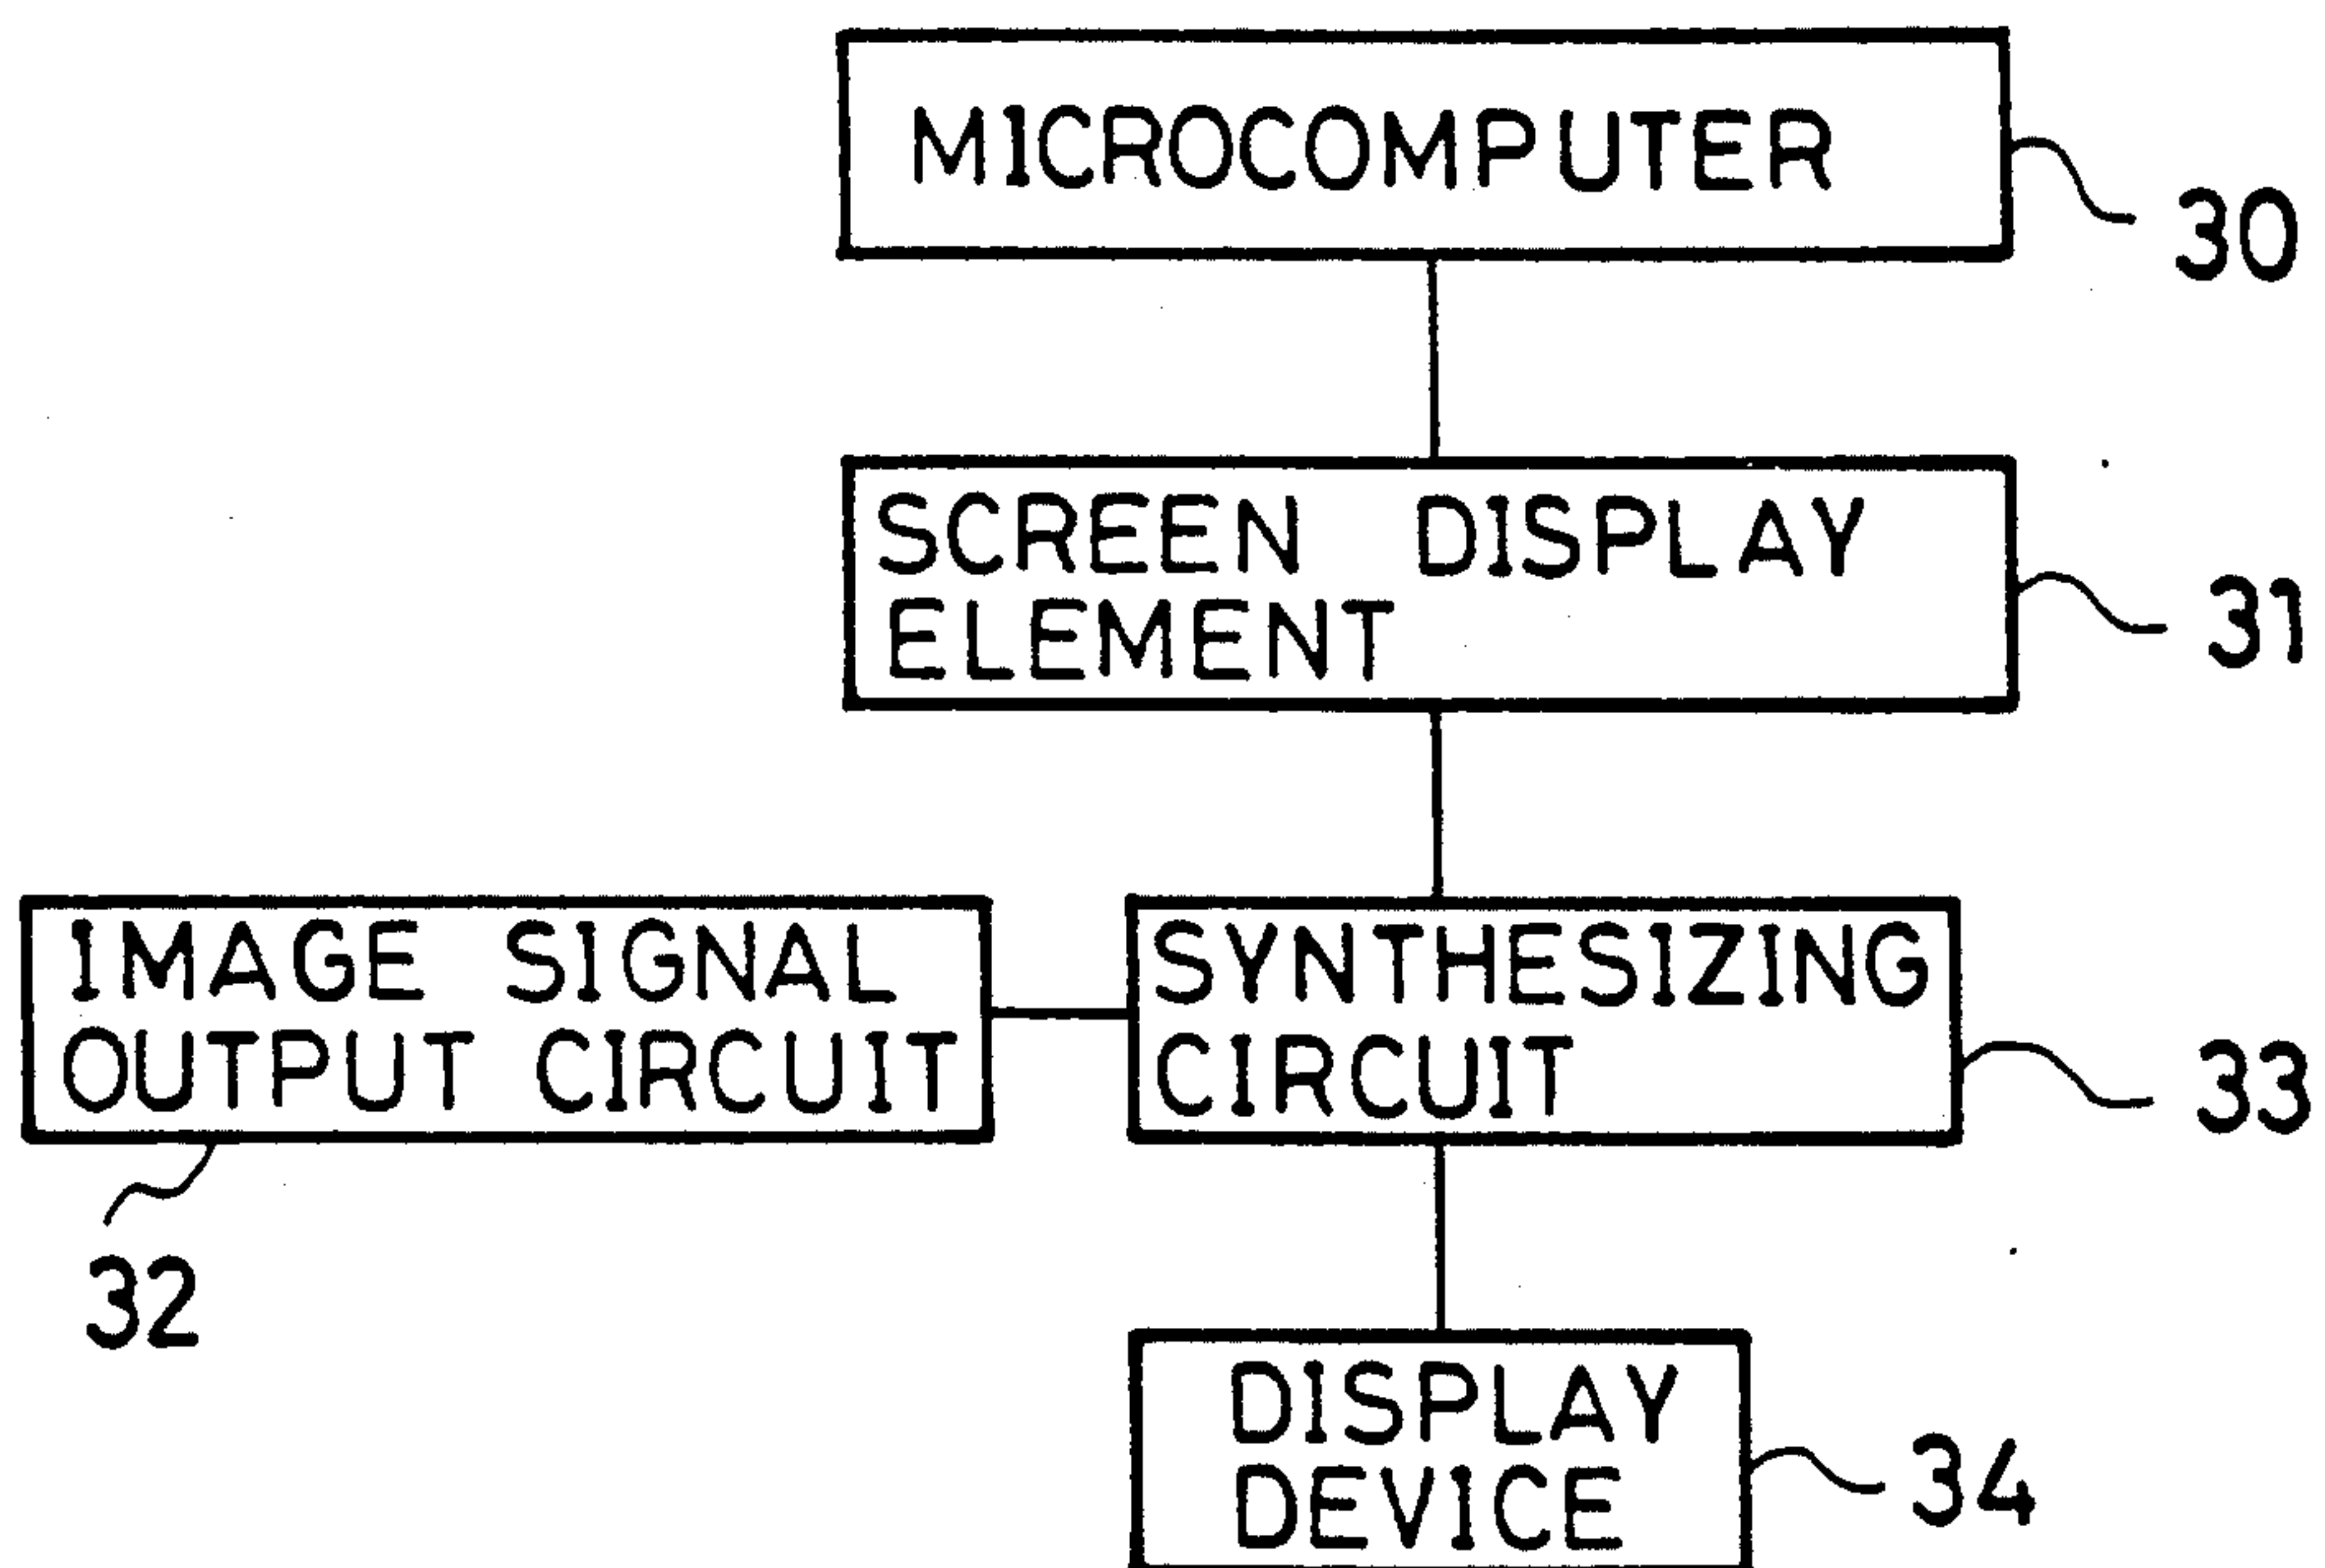 MICROCOMPUTER
30
SCREEN DISPLAY
ELEMENT
31
IMAGE SIGNAL
OUTPUT CIRCUIT
32
SYNTHESIZING
CIRCUIT
33
DISPLAY
DEVICE
34